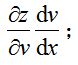 ∂z/∂v dv/dx ;